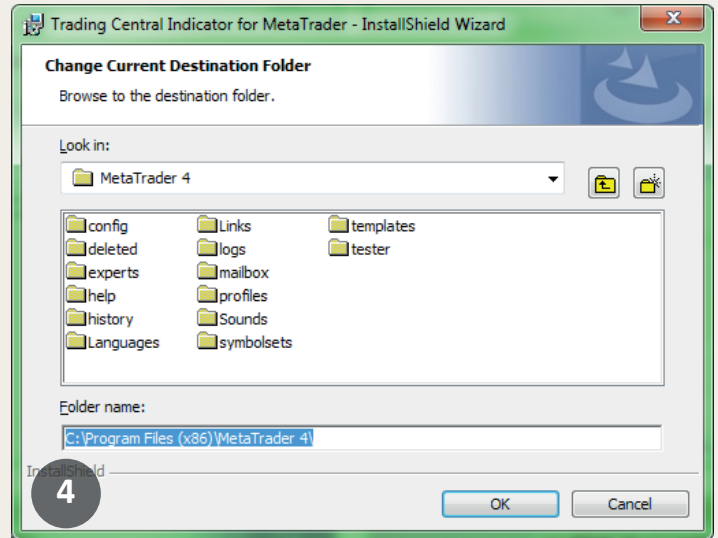 Trading Central Indicator for MetaTrader - InstallShield Wizard
Change Current Destination Folder
Browse to the destination folder.
Look in:
MetaTrader 4
config Links templates
deleted logs tester
experts mailbox
help profiles
history Sounds
Languages symbolsets
Folder name:
C:\Program Files (x86)\MetaTrader 4\
InstallShield
4
OK Cancel